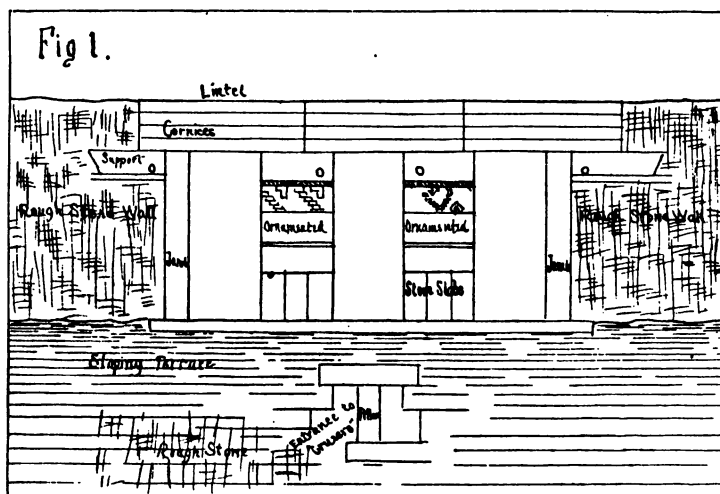 Fig 1.
Lintel
Cornices
Support
Rough Stone Wall
Rough Stone Wall
Ornamented
Ornamented
Jamb
Stone Slabs
Jamb
Sloping Terrace
Entrance to
Rough Stone